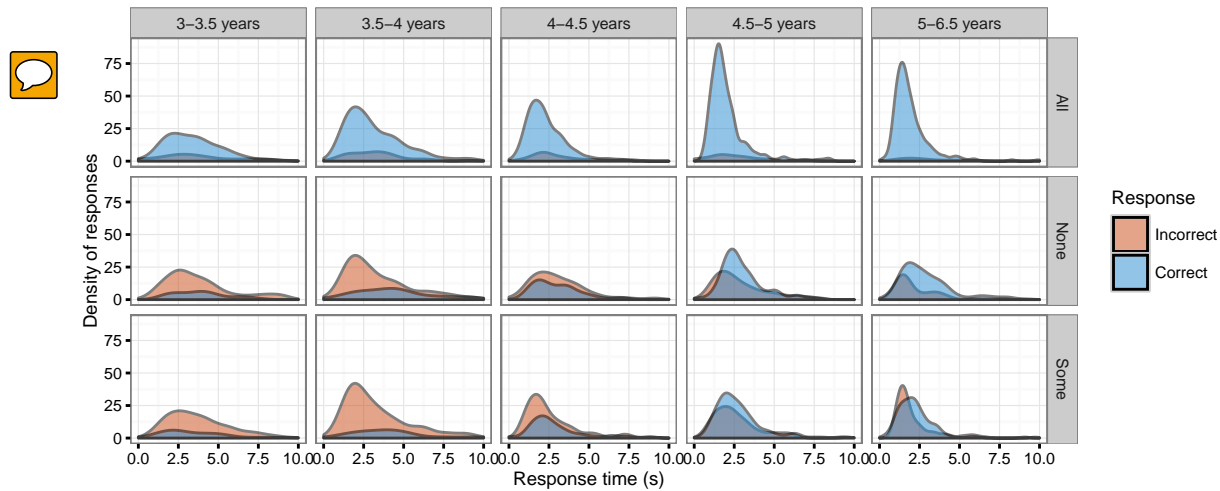 3−3.5 years
3.5−4 years
4−4.5 years
4.5−5 years
5−6.5 years
Density of responses
75
50
25
0
All
75
50
25
0
None
75
50
25
0
Some
0.0 2.5 5.0 7.5 10.0
0.0 2.5 5.0 7.5 10.0
0.0 2.5 5.0 7.5 10.0
0.0 2.5 5.0 7.5 10.0
0.0 2.5 5.0 7.5 10.0
Response time (s)
Response
Incorrect
Correct